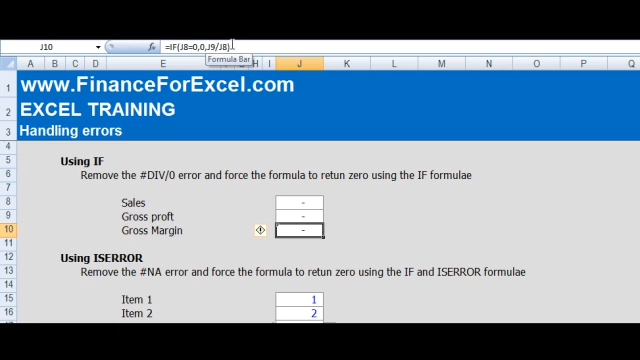 J10 =IF(J8=0,0,J9/J8)
Formula Bar
A B C D E F G H I J K L M N O P Q
1 www.FinanceForExcel.com
2 EXCEL TRAINING
3 Handling errors
4
5 Using IF
6 Remove the #DIV/0 error and force the formula to retun zero using the IF formulae
7
8 Sales -
9 Gross proft -
10 Gross Margin -
11
12 Using ISERROR
13 Remove the #NA error and force the formula to retun zero using the IF and ISERROR formulae
14
15 Item 1 1
16 Item 2 2